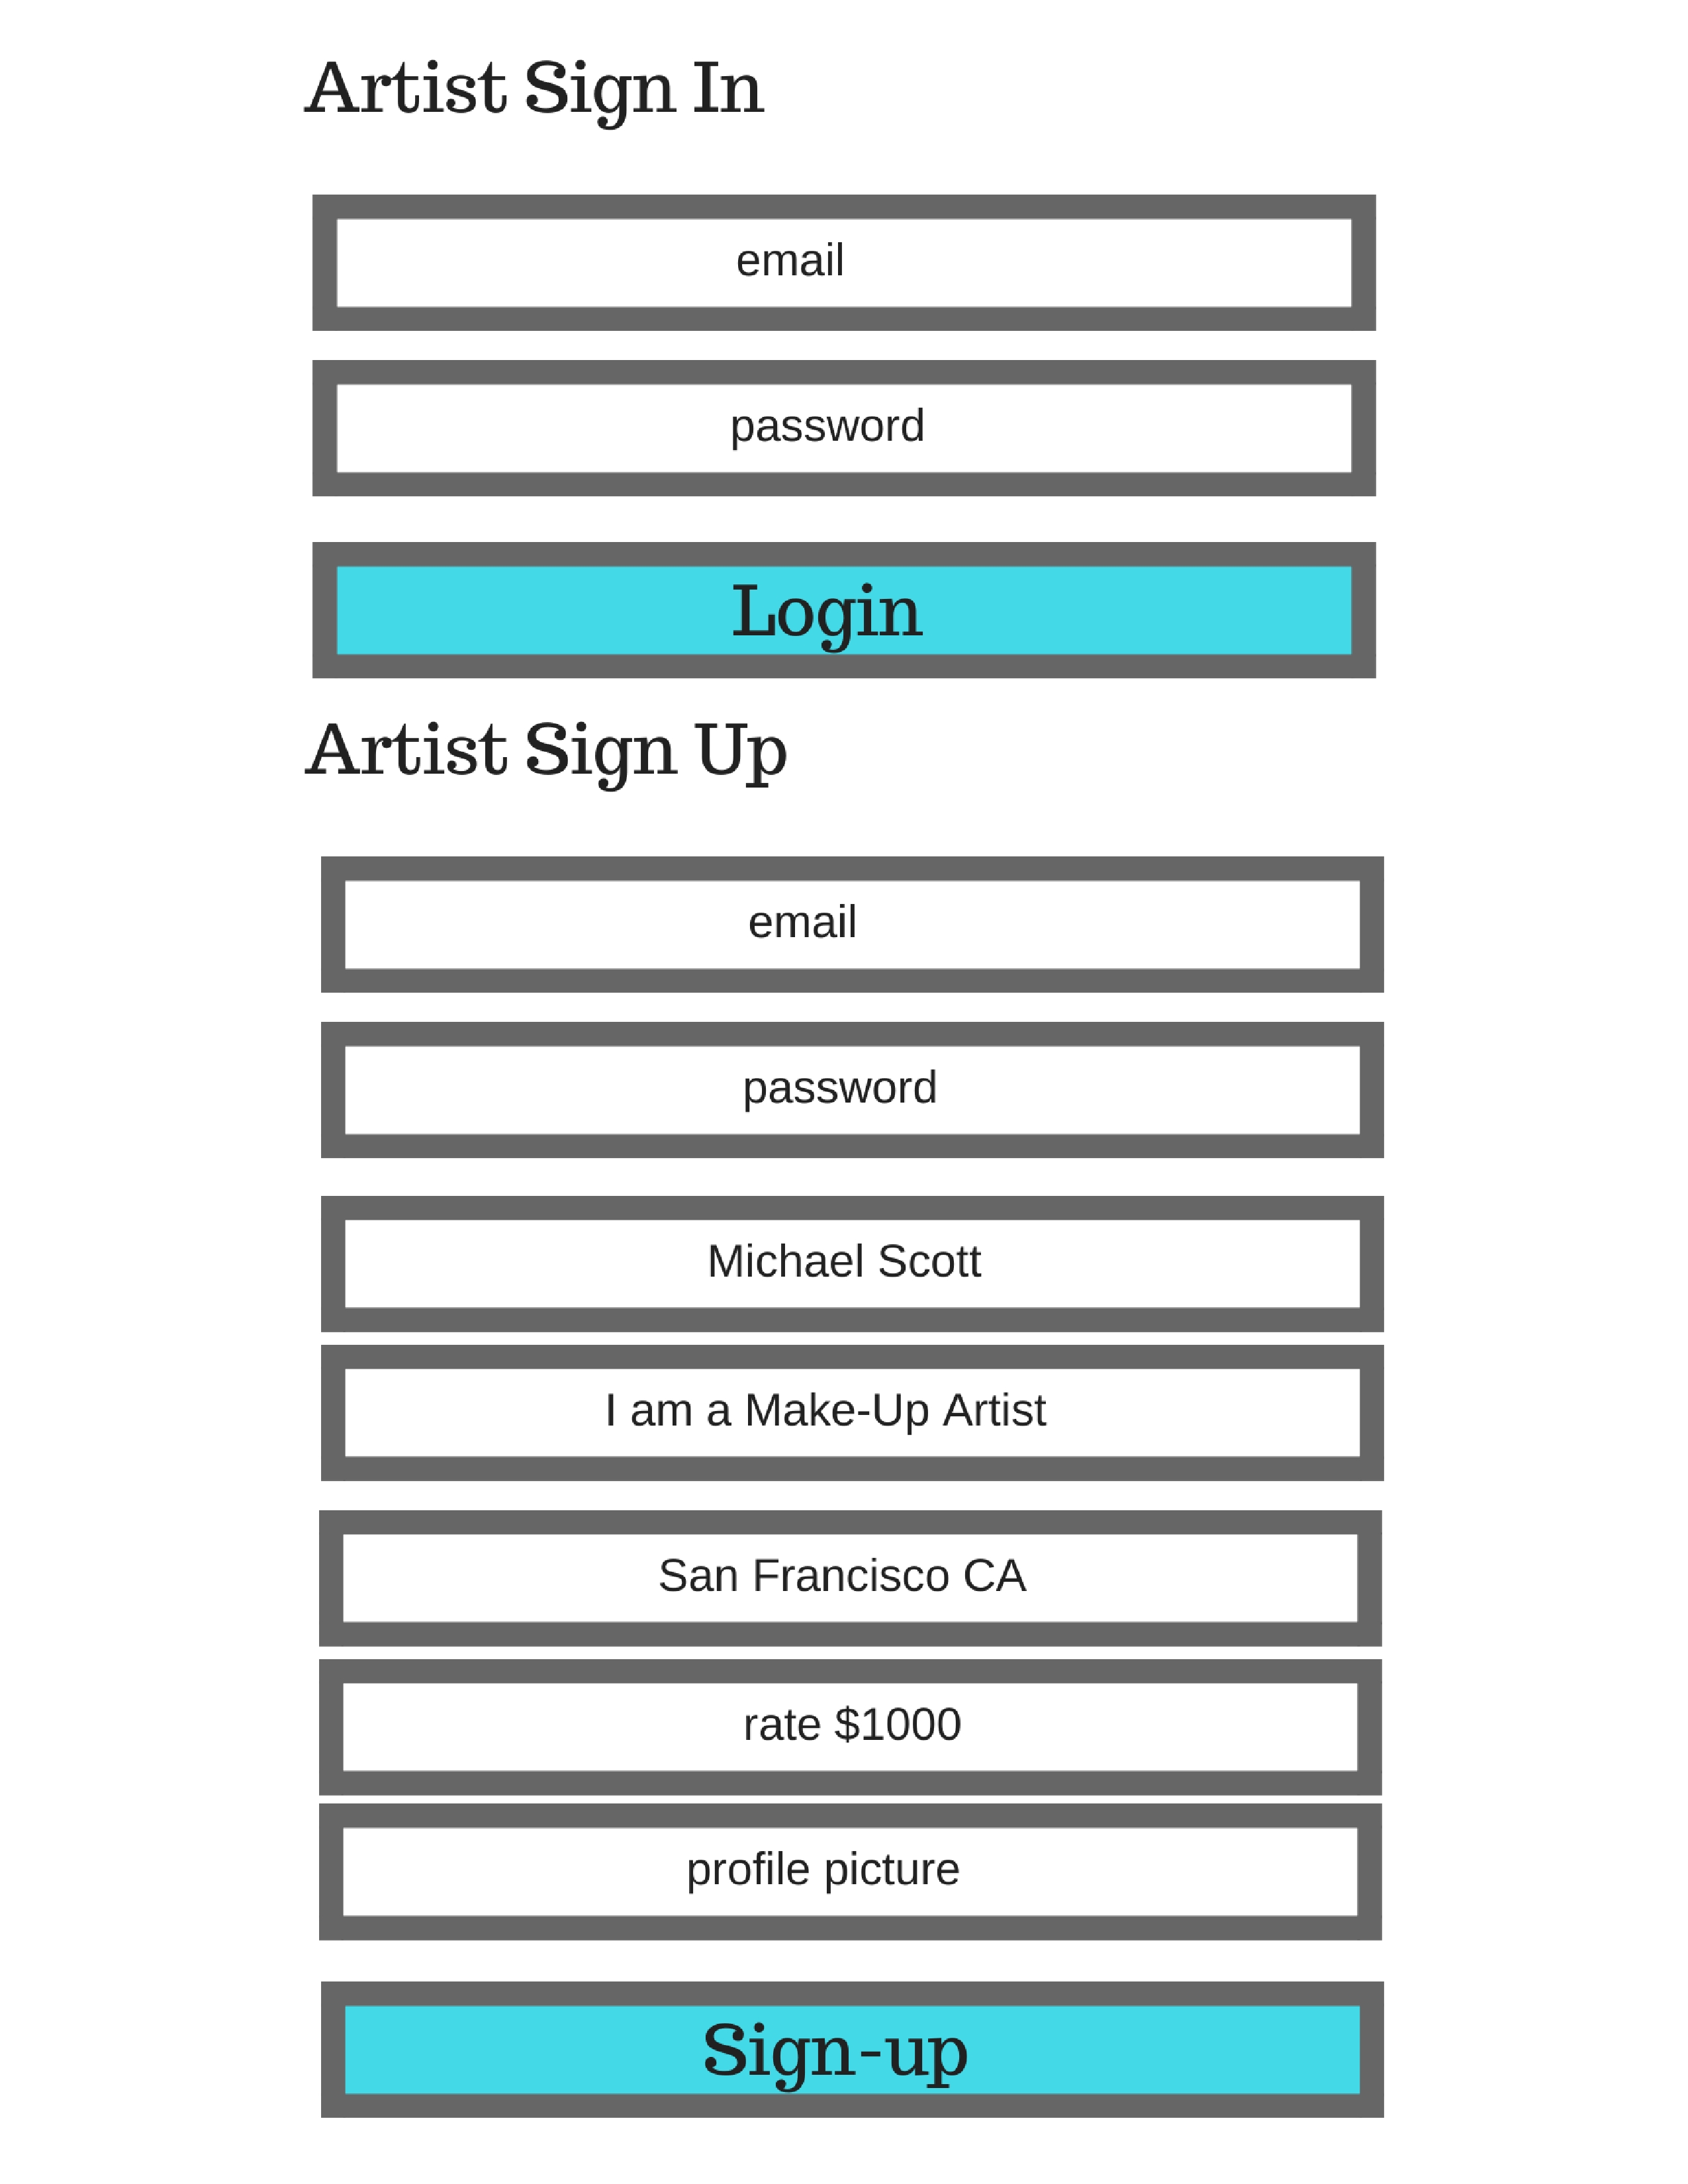 Artist Sign In
email
password
Login
Artist Sign Up
email
password
Michael Scott
I am a Make-Up Artist
San Francisco CA
rate $1000
profile picture
Sign-up